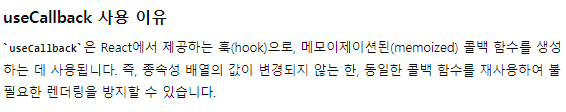 useCallback 사용 이유
`useCallback`은 React에서 제공하는 훅(hook)으로, 메모이제이션된(memoized) 콜백 함수를 생성
하는 데 사용됩니다. 즉, 종속성 배열의 값이 변경되지 않는 한, 동일한 콜백 함수를 재사용하여 불
필요한 렌더링을 방지할 수 있습니다.